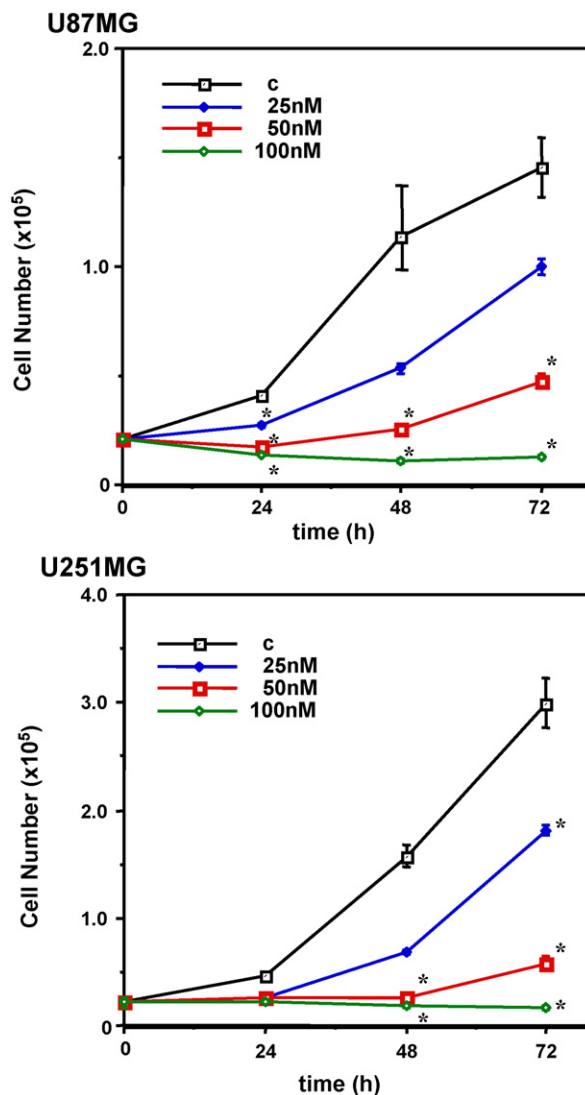 U87MG
2.0
c
25nM
50nM
100nM
Cell Number (x10⁵)
1.0
*
*
*
*
*
*
*
0
0 24 48 72
time (h)
U251MG
4.0
c
25nM
50nM
100nM
3.0
Cell Number (x10⁵)
2.0
*
1.0
*
*
*
*
0
0 24 48 72
time (h)